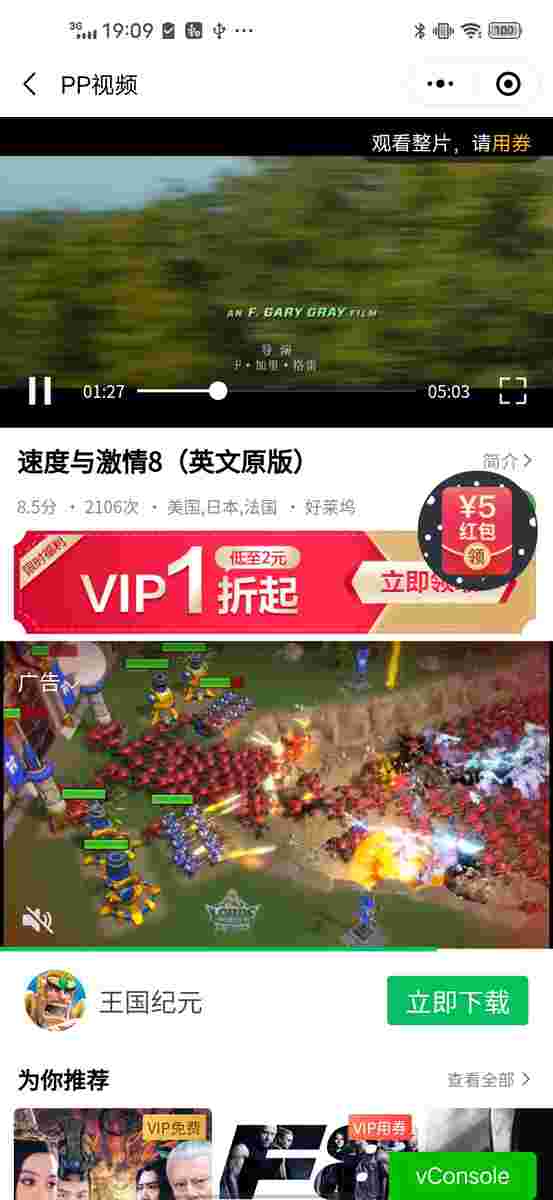 3G 19:09
100
PP视频
观看整片，请用券
AN F. GARY GRAY FILM
导演
F·加里·格雷
01:27
05:03
速度与激情8（英文原版）
简介
8.5分 · 2106次 · 美国,日本,法国 · 好莱坞
¥5
红包
领
限时福利
VIP1折起
低至2元
立即领
广告
LORDS
王国纪元
立即下载
为你推荐
查看全部
VIP免费
VIP用券
F8
vConsole